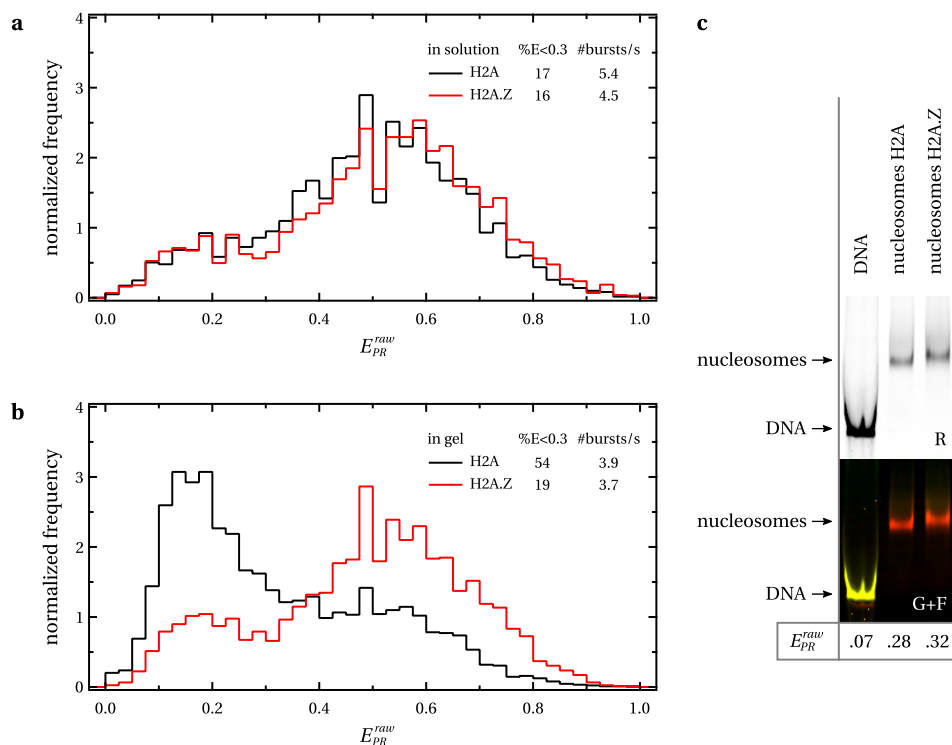 a
normalized frequency
4
3
2
1
0
in solution %E<0.3 #bursts/s
H2A 17 5.4
H2A.Z 16 4.5
0.0 0.2 0.4 0.6 0.8 1.0
E_PR^raw
b
normalized frequency
4
3
2
1
0
in gel %E<0.3 #bursts/s
H2A 54 3.9
H2A.Z 19 3.7
0.0 0.2 0.4 0.6 0.8 1.0
E_PR^raw
c
DNA
nucleosomes H2A
nucleosomes H2A.Z
nucleosomes
DNA
R
nucleosomes
DNA
G+F
E_PR^raw .07 .28 .32